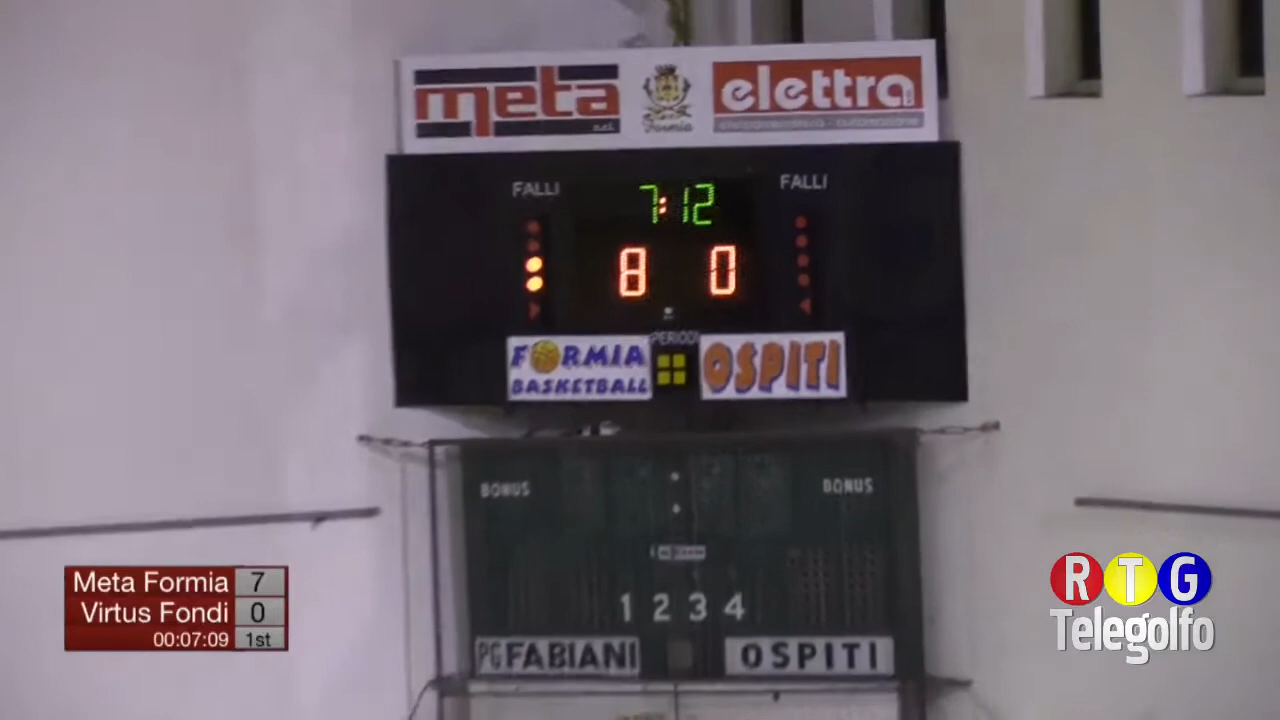 meta
s.r.l.
Formia
elettra
FALLI
7:12
FALLI
8 0
PERIODI
FORMIA
BASKETBALL
OSPITI
BONUS
BONUS
1 2 3 4
PG FABIANI
OSPITI
Meta Formia 7
Virtus Fondi 0
00:07:09 1st
RTG
Telegolfo